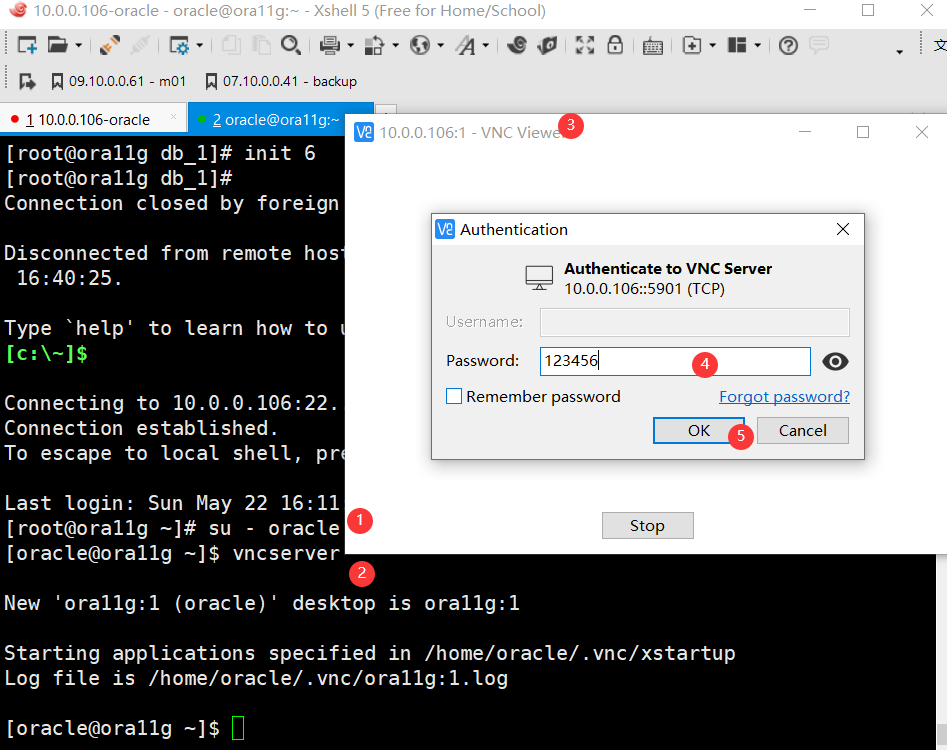 10.0.0.106-oracle - oracle@ora11g:~ - Xshell 5 (Free for Home/School)
文
09.10.0.0.61 - m01 07.10.0.0.41 - backup
1 10.0.0.106-oracle 2 oracle@ora11g:~
[root@ora11g db_1]# init 6
[root@ora11g db_1]#
Connection closed by foreign
Disconnected from remote host
16:40:25.
Type `help' to learn how to
[c:\~]$
Connecting to 10.0.0.106:22.
Connection established.
To escape to local shell, pre
Last login: Sun May 22 16:11
[root@ora11g ~]# su - oracle
1
[oracle@ora11g ~]$ vncserver
2
New 'ora11g:1 (oracle)' desktop is ora11g:1
Starting applications specified in /home/oracle/.vnc/xstartup
Log file is /home/oracle/.vnc/ora11g:1.log
[oracle@ora11g ~]$
VE 10.0.0.106:1 - VNC Viewer
3
VE Authentication
Authenticate to VNC Server
10.0.0.106::5901 (TCP)
Username:
Password: 123456
4
Remember password Forgot password?
OK Cancel
5
Stop